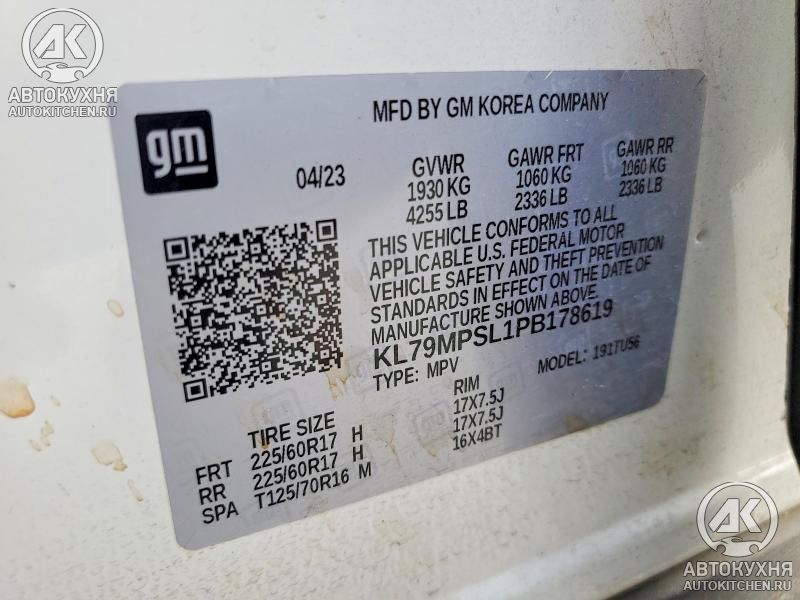 AK
АВТОКУХНЯ
AUTOKITCHEN.RU
gm
MFD BY GM KOREA COMPANY
04/23
GVWR
1930 KG
4255 LB
GAWR FRT
1060 KG
2336 LB
GAWR RR
1060 KG
2336 LB
THIS VEHICLE CONFORMS TO ALL
APPLICABLE U.S. FEDERAL MOTOR
VEHICLE SAFETY AND THEFT PREVENTION
STANDARDS IN EFFECT ON THE DATE OF
MANUFACTURE SHOWN ABOVE.
KL79MPSL1PB178619
TYPE: MPV
MODEL: 191TU56
TIRE SIZE
RIM
FRT 225/60R17 H 17X7.5J
RR 225/60R17 H 17X7.5J
SPA T125/70R16 M 16X4BT
AK
АВТОКУХНЯ
AUTOKITCHEN.RU